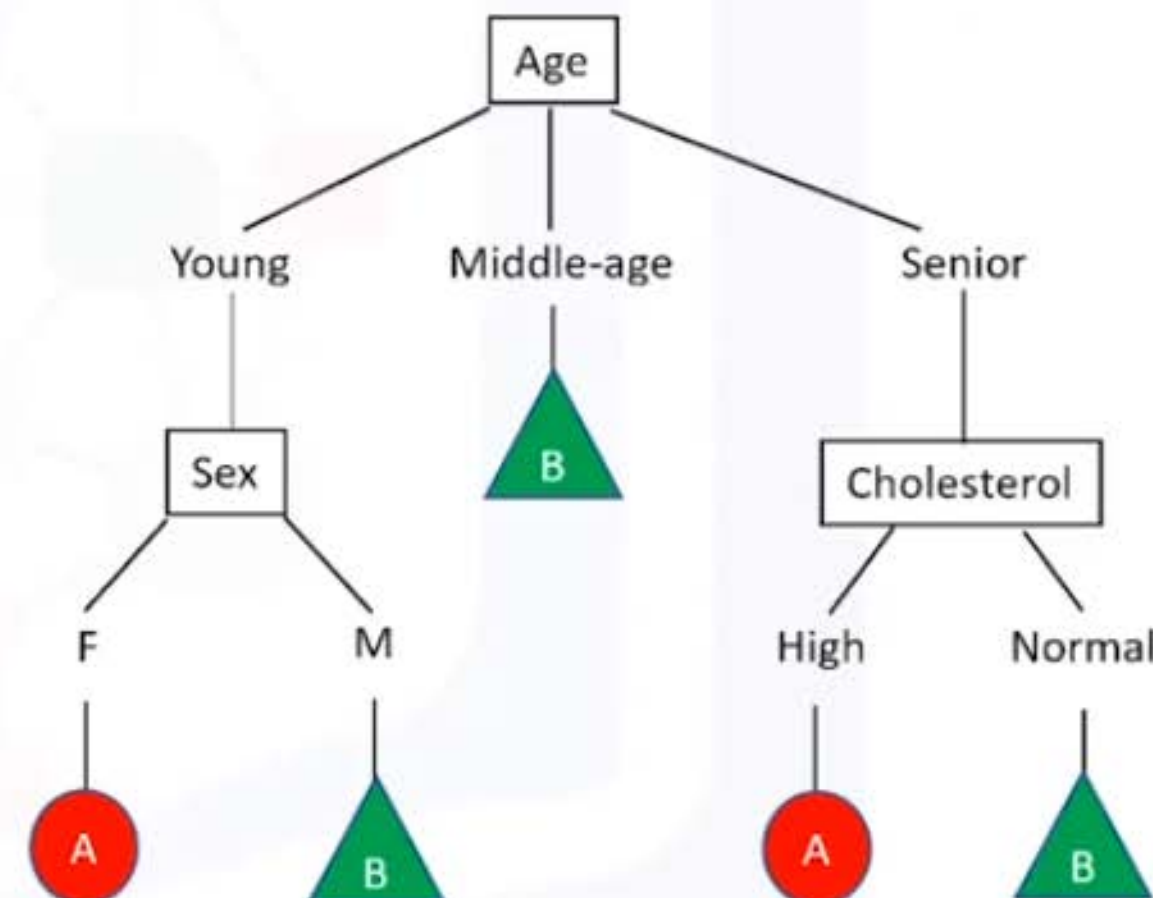 Age
Young Middle-age Senior
Sex B Cholesterol
F M High Normal
A B A B